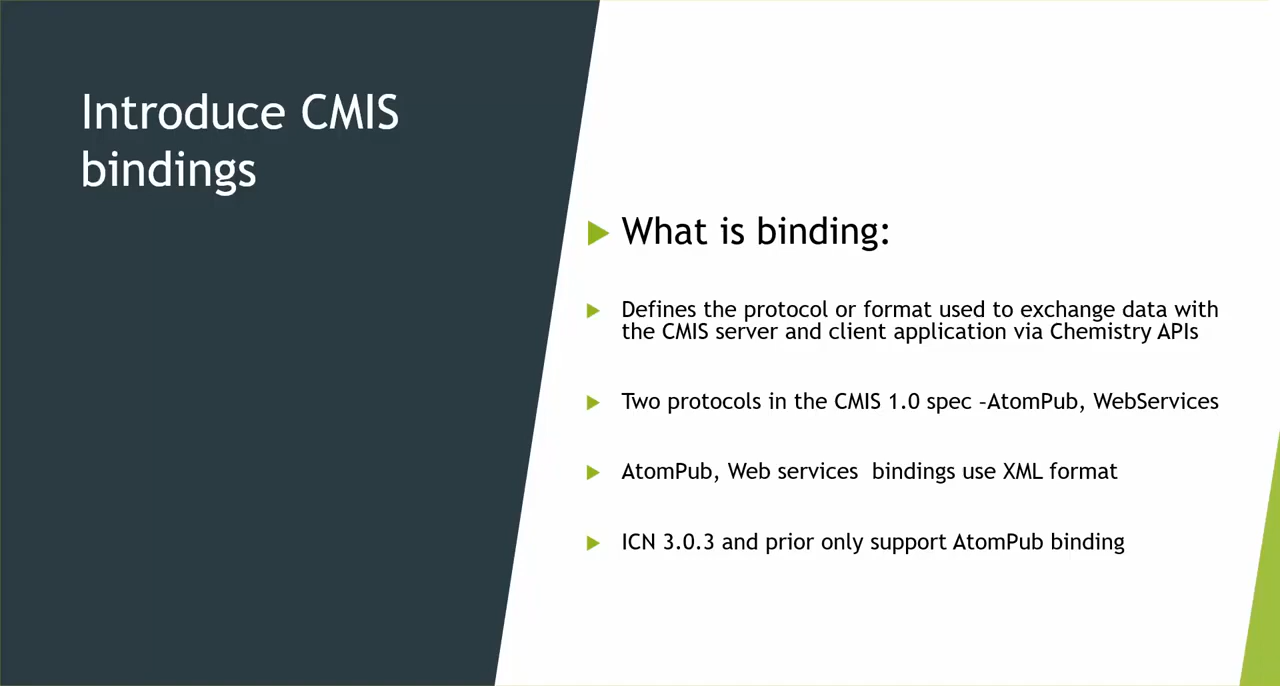 Introduce CMIS
bindings
What is binding:
Defines the protocol or format used to exchange data with
the CMIS server and client application via Chemistry APIs
Two protocols in the CMIS 1.0 spec –AtomPub, WebServices
AtomPub, Web services  bindings use XML format
ICN 3.0.3 and prior only support AtomPub binding